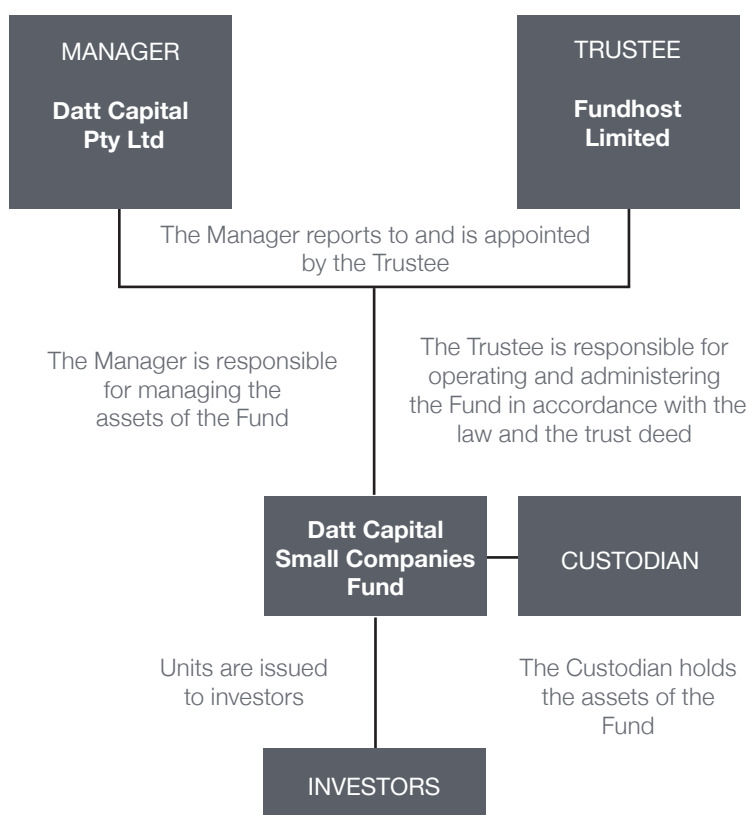 MANAGER
Datt Capital
Pty Ltd
TRUSTEE
Fundhost
Limited
The Manager reports to and is appointed
by the Trustee
The Manager is responsible
for managing the
assets of the Fund
The Trustee is responsible for
operating and administering
the Fund in accordance with the
law and the trust deed
Datt Capital
Small Companies
Fund
CUSTODIAN
Units are issued
to investors
The Custodian holds
the assets of the
Fund
INVESTORS